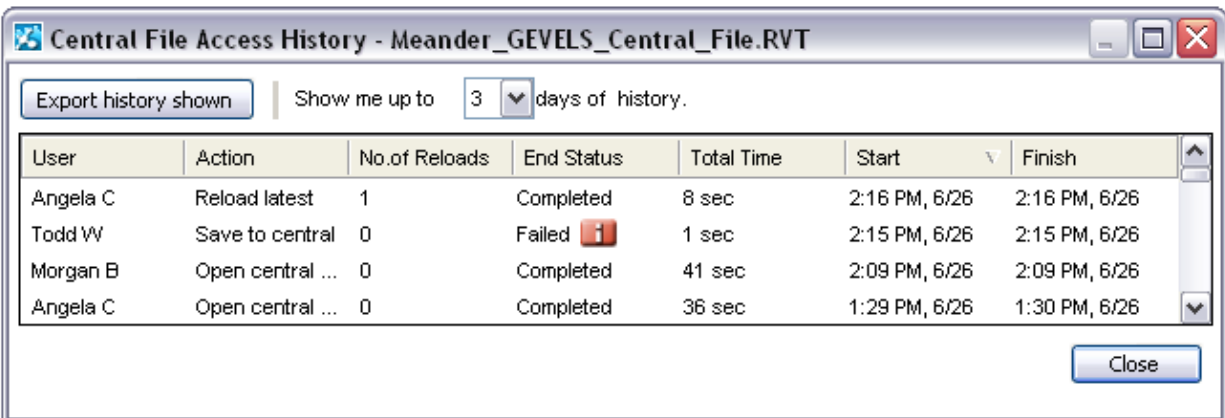 Central File Access History - Meander_GEVELS_Central_File.RVT
Export history shown Show me up to 3 days of history.
User Action No.of Reloads End Status Total Time Start Finish
Angela C Reload latest 1 Completed 8 sec 2:16 PM, 6/26 2:16 PM, 6/26
Todd W Save to central 0 Failed i 1 sec 2:15 PM, 6/26 2:15 PM, 6/26
Morgan B Open central ... 0 Completed 41 sec 2:09 PM, 6/26 2:09 PM, 6/26
Angela C Open central ... 0 Completed 36 sec 1:29 PM, 6/26 1:30 PM, 6/26
Close